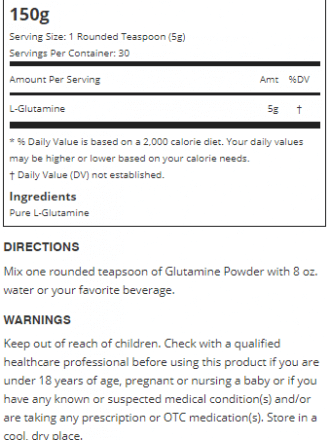 150g
Serving Size: 1 Rounded Teaspoon (5g)
Servings Per Container: 30
Amount Per Serving Amt %DV
L-Glutamine 5g †
* % Daily Value is based on a 2,000 calorie diet. Your daily values
may be higher or lower based on your calorie needs.
† Daily Value (DV) not established.
Ingredients
Pure L-Glutamine
DIRECTIONS
Mix one rounded teaspoon of Glutamine Powder with 8 oz.
water or your favorite beverage.
WARNINGS
Keep out of reach of children. Check with a qualified
healthcare professional before using this product if you are
under 18 years of age, pregnant or nursing a baby or if you
have any known or suspected medical condition(s) and/or
are taking any prescription or OTC medication(s). Store in a
cool, dry place.